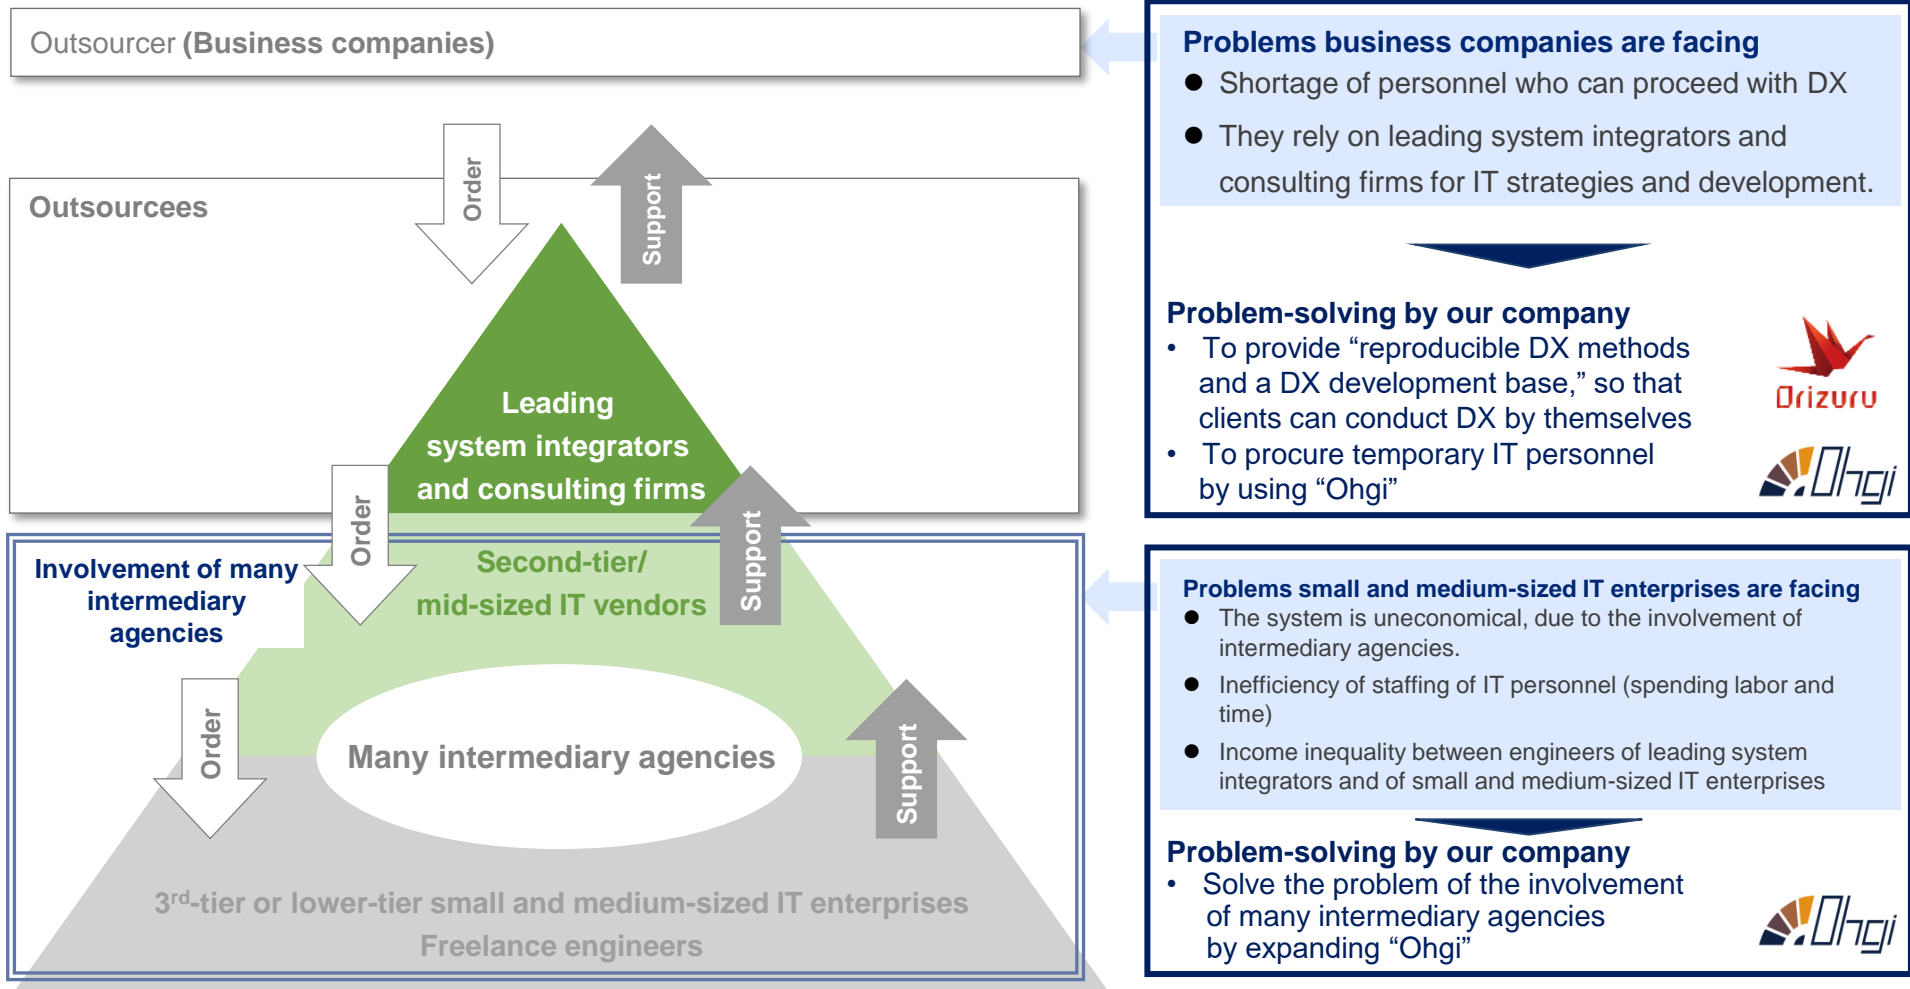 Outsourcer (Business companies)
Order
Support
Outsourcees
Leading
system integrators
and consulting firms
Order
Support
Involvement of many
intermediary
agencies
Second-tier/
mid-sized IT vendors
Order
Support
Many intermediary agencies
3rd-tier or lower-tier small and medium-sized IT enterprises
Freelance engineers
Problems business companies are facing
● Shortage of personnel who can proceed with DX
● They rely on leading system integrators and
consulting firms for IT strategies and development.
Problem-solving by our company
• To provide “reproducible DX methods
and a DX development base,” so that
clients can conduct DX by themselves
• To procure temporary IT personnel
by using “Ohgi”
Orizuru
Ohgi
Problems small and medium-sized IT enterprises are facing
● The system is uneconomical, due to the involvement of
intermediary agencies.
● Inefficiency of staffing of IT personnel (spending labor and
time)
● Income inequality between engineers of leading system
integrators and of small and medium-sized IT enterprises
Problem-solving by our company
• Solve the problem of the involvement
of many intermediary agencies
by expanding “Ohgi”
Ohgi